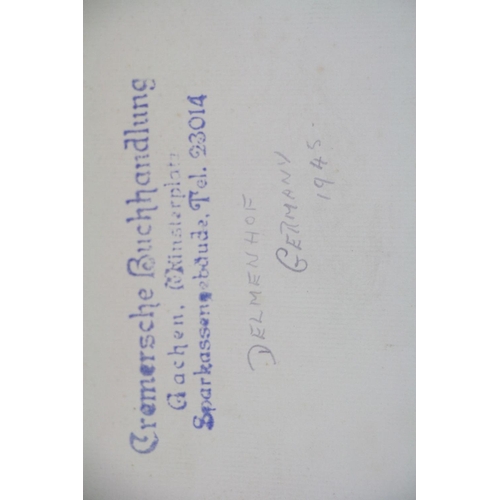 Cremersche Buchhandlung
Aachen, Münsterplatz
Sparkassengebäude, Tel. 23014
DELMENHOF
GERMANY
1945.